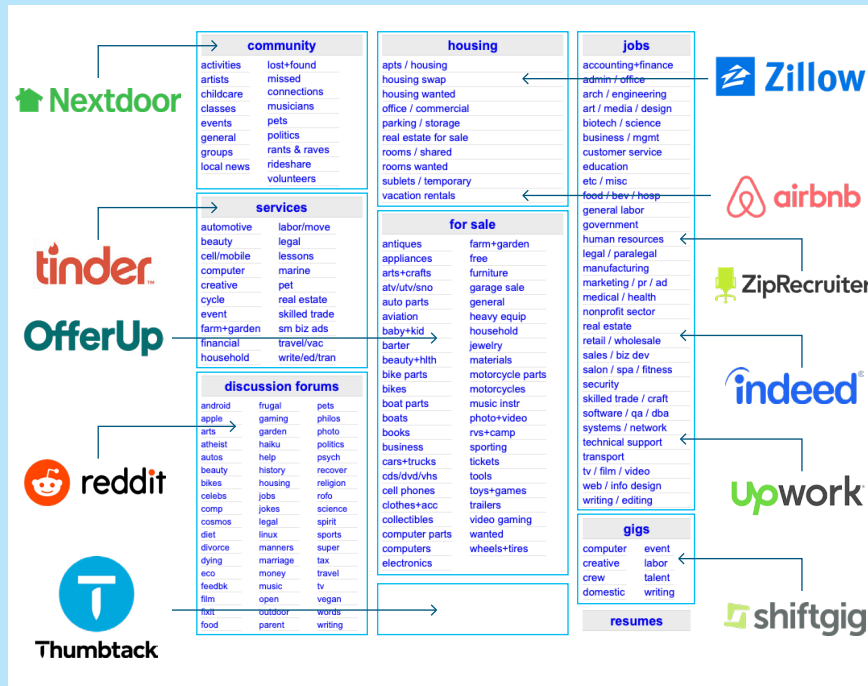 Nextdoor
tinder™
OfferUp
reddit
Thumbtack
community
activities
artists
childcare
classes
events
general
groups
local news
lost+found
missed
connections
musicians
pets
politics
rants & raves
rideshare
volunteers
services
automotive
beauty
cell/mobile
computer
creative
cycle
event
farm+garden
financial
household
labor/move
legal
lessons
marine
pet
real estate
skilled trade
sm biz ads
travel/vac
write/ed/tran
discussion forums
android
apple
arts
atheist
autos
beauty
bikes
celebs
comp
cosmos
diet
divorce
dying
eco
feedbk
film
fixit
food
frugal
gaming
garden
haiku
help
history
housing
jobs
jokes
legal
linux
manners
marriage
money
music
open
outdoor
parent
pets
philos
photo
politics
psych
recover
religion
rofo
science
spirit
sports
super
tax
travel
tv
vegan
words
writing
housing
apts / housing
housing swap
housing wanted
office / commercial
parking / storage
real estate for sale
rooms / shared
rooms wanted
sublets / temporary
vacation rentals
for sale
antiques
appliances
arts+crafts
atv/utv/sno
auto parts
aviation
baby+kid
barter
beauty+hlth
bike parts
bikes
boat parts
boats
books
business
cars+trucks
cds/dvd/vhs
cell phones
clothes+acc
collectibles
computer parts
computers
electronics
farm+garden
free
furniture
garage sale
general
heavy equip
household
jewelry
materials
motorcycle parts
motorcycles
music instr
photo+video
rvs+camp
sporting
tickets
tools
toys+games
trailers
video gaming
wanted
wheels+tires
jobs
accounting+finance
admin / office
arch / engineering
art / media / design
biotech / science
business / mgmt
customer service
education
etc / misc
food / bev / hosp
general labor
government
human resources
legal / paralegal
manufacturing
marketing / pr / ad
medical / health
nonprofit sector
real estate
retail / wholesale
sales / biz dev
salon / spa / fitness
security
skilled trade / craft
software / qa / dba
systems / network
technical support
transport
tv / film / video
web / info design
writing / editing
gigs
computer
creative
crew
domestic
event
labor
talent
writing
resumes
Zillow
airbnb
ZipRecruiter
indeed®
upwork
shiftgig